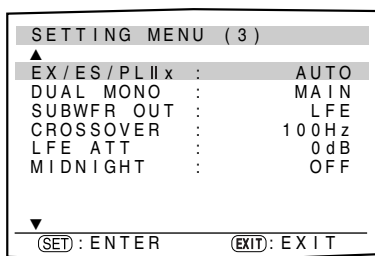 SETTING MENU (3)
▲
EX/ES/PLⅡx : AUTO
DUAL MONO : MAIN
SUBWFR OUT : LFE
CROSSOVER : 100Hz
LFE ATT : 0dB
MIDNIGHT : OFF
▼
SET : ENTER EXIT : EXIT